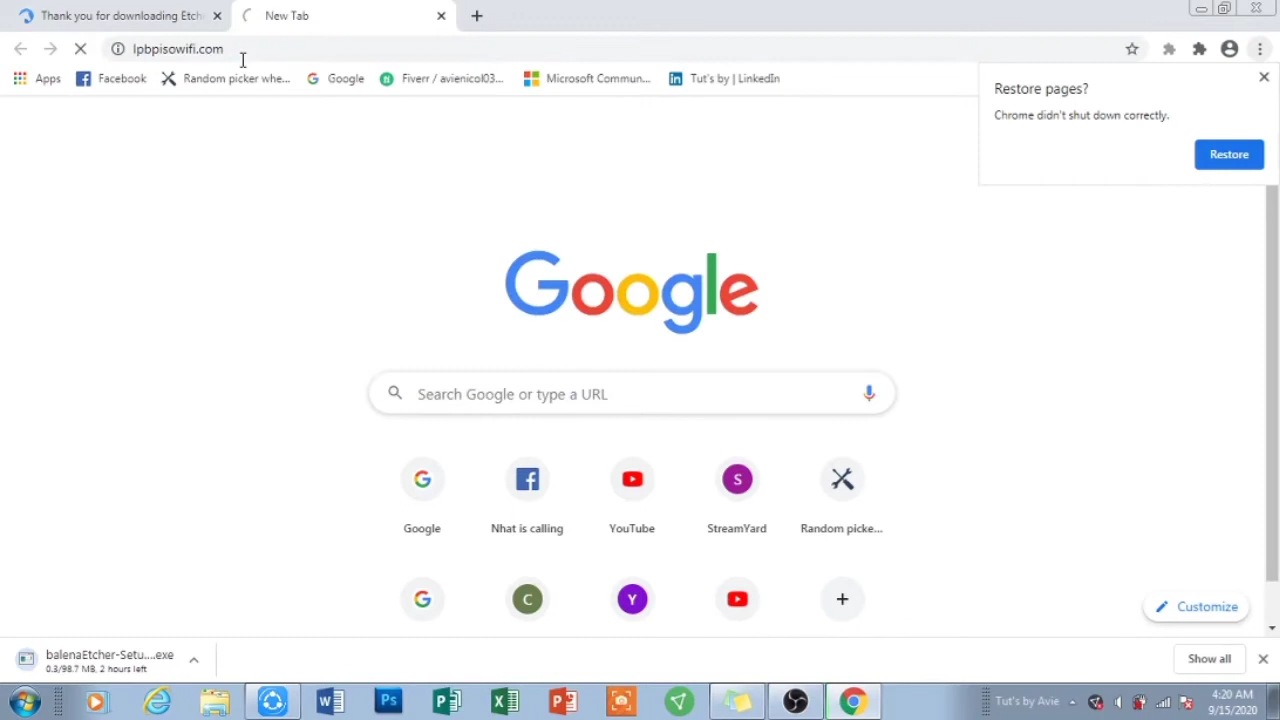 Thank you for downloading Etche
New Tab
lpbpisowifi.com
Apps
Facebook
Random picker whe...
Google
Fiverr / avienicol03...
Microsoft Commun...
Tut's by | LinkedIn
Restore pages?
Chrome didn't shut down correctly.
Restore
Google
Search Google or type a URL
Google
Nhat is calling
YouTube
S
StreamYard
Random picke...
C
Y
Customize
balenaEtcher-Setu....exe
0.3/98.7 MB, 2 hours left
Show all
Tut's by Avie
4:20 AM
9/15/2020